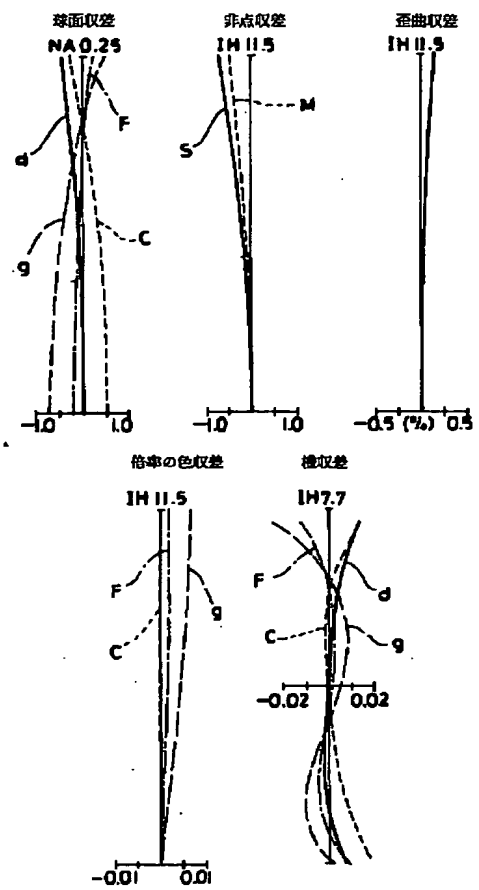 球面収差
NA 0.25
F
d
g
C
-1.0 1.0
非点収差
IH 11.5
M
S
-1.0 1.0
歪曲収差
IH 11.5
-0.5 (%) 0.5
倍率の色収差
IH 11.5
F
g
C
-0.01 0.01
横収差
IH 7.7
F
d
C
g
-0.02 0.02